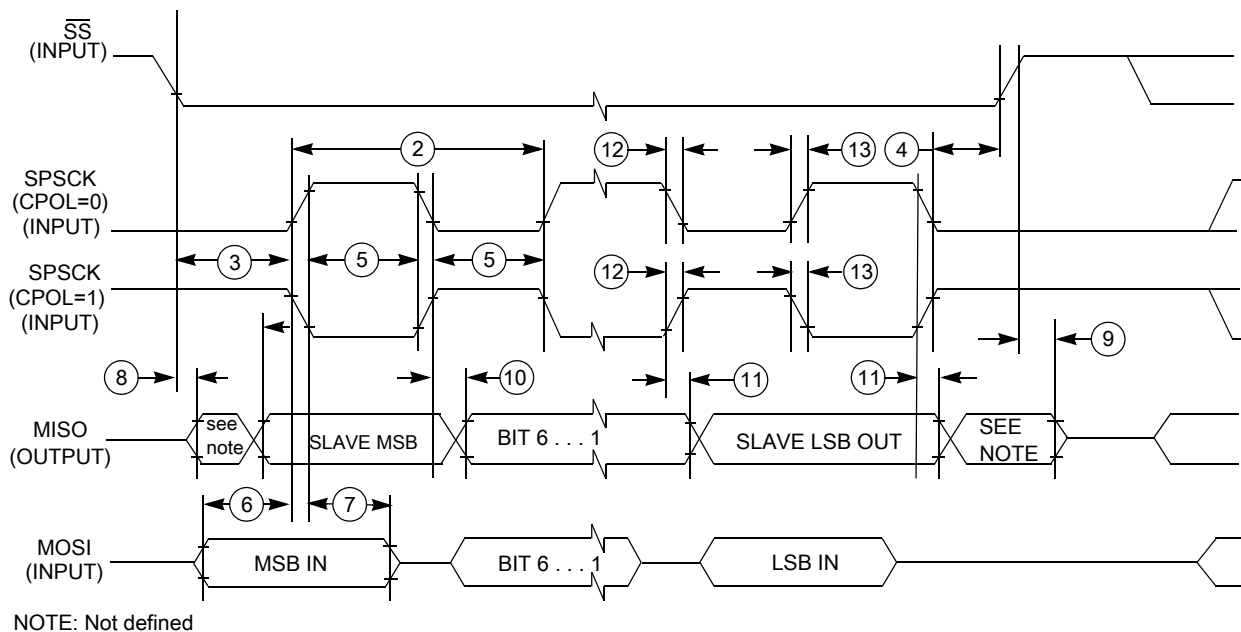 SS
(INPUT)
2
12
13
4
SPSCK
(CPOL=0)
(INPUT)
3
5
5
SPSCK
(CPOL=1)
(INPUT)
12
13
9
8
10
11
11
MISO
(OUTPUT)
see
note
SLAVE MSB
BIT 6 . . . 1
SLAVE LSB OUT
SEE
NOTE
6
7
MOSI
(INPUT)
MSB IN
BIT 6 . . . 1
LSB IN
NOTE: Not defined